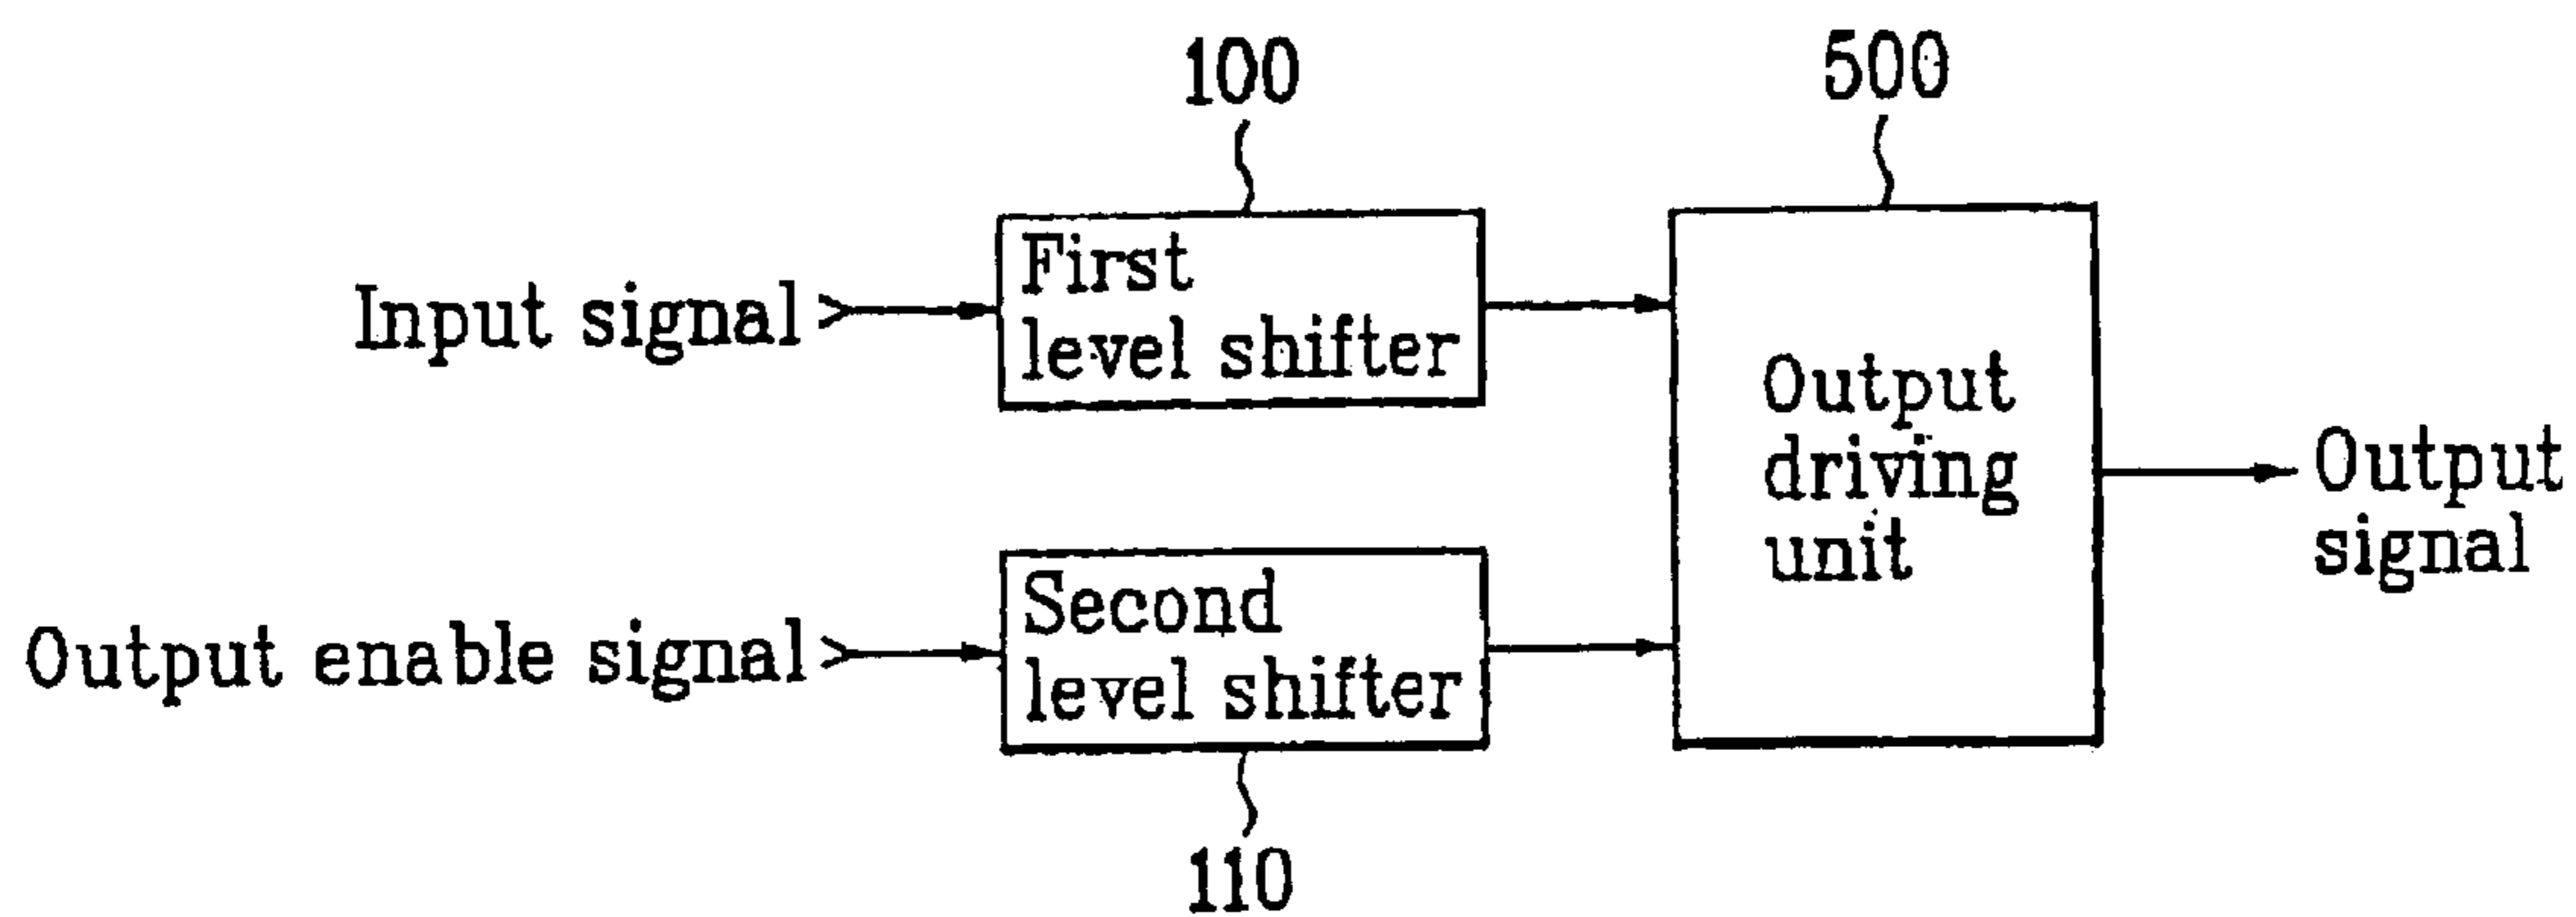 100
500
Input signal
First
level shifter
Output
driving
unit
Output
signal
Output enable signal
Second
level shifter
110